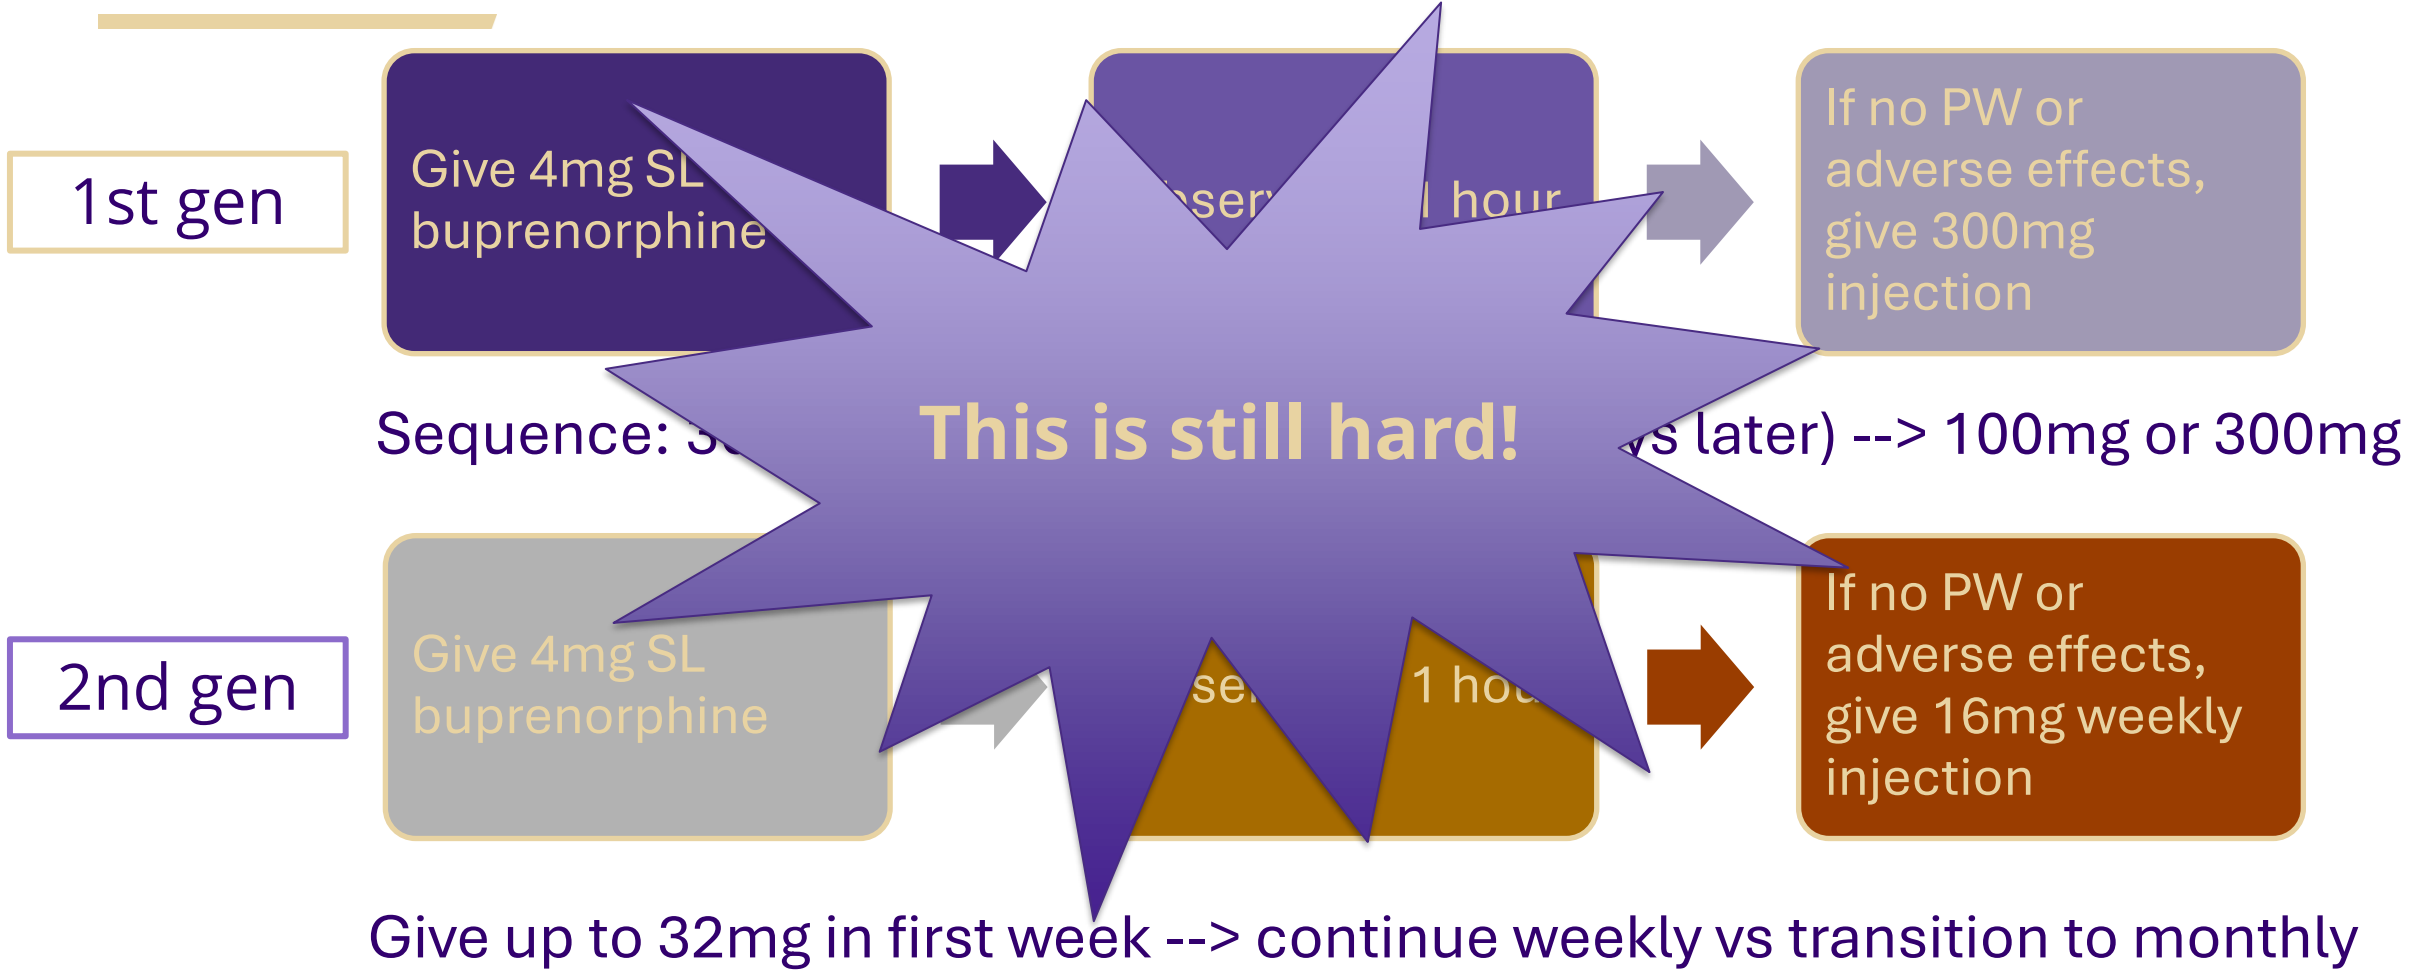 1st gen
Give 4mg SL
buprenorphine
1 hour
If no PW or
adverse effects,
give 300mg
injection
Sequence:
later) --> 100mg or 300mg
This is still hard!
2nd gen
Give 4mg SL
buprenorphine
1 hour
If no PW or
adverse effects,
give 16mg weekly
injection
Give up to 32mg in first week --> continue weekly vs transition to monthly